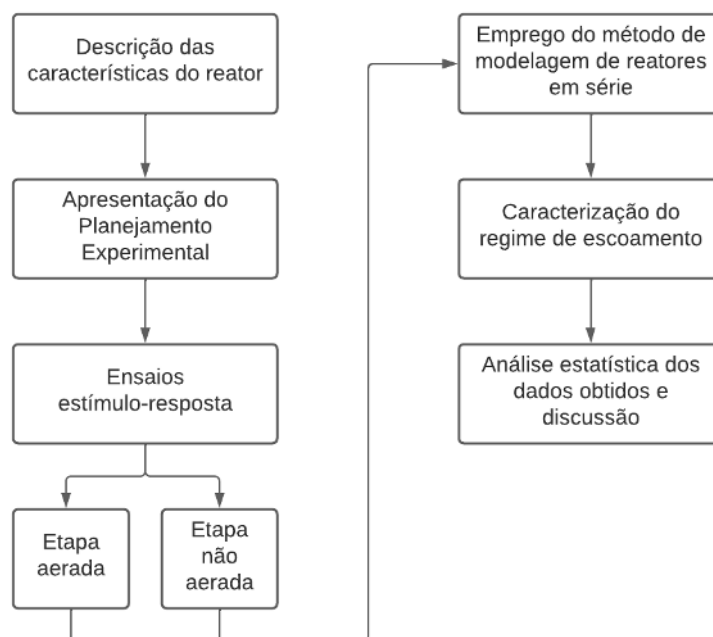 Descrição das
características do reator
Apresentação do
Planejamento
Experimental
Ensaios
estímulo-resposta
Etapa
aerada
Etapa
não
aerada
Emprego do método de
modelagem de reatores
em série
Caracterização do
regime de escoamento
Análise estatística dos
dados obtidos e
discussão